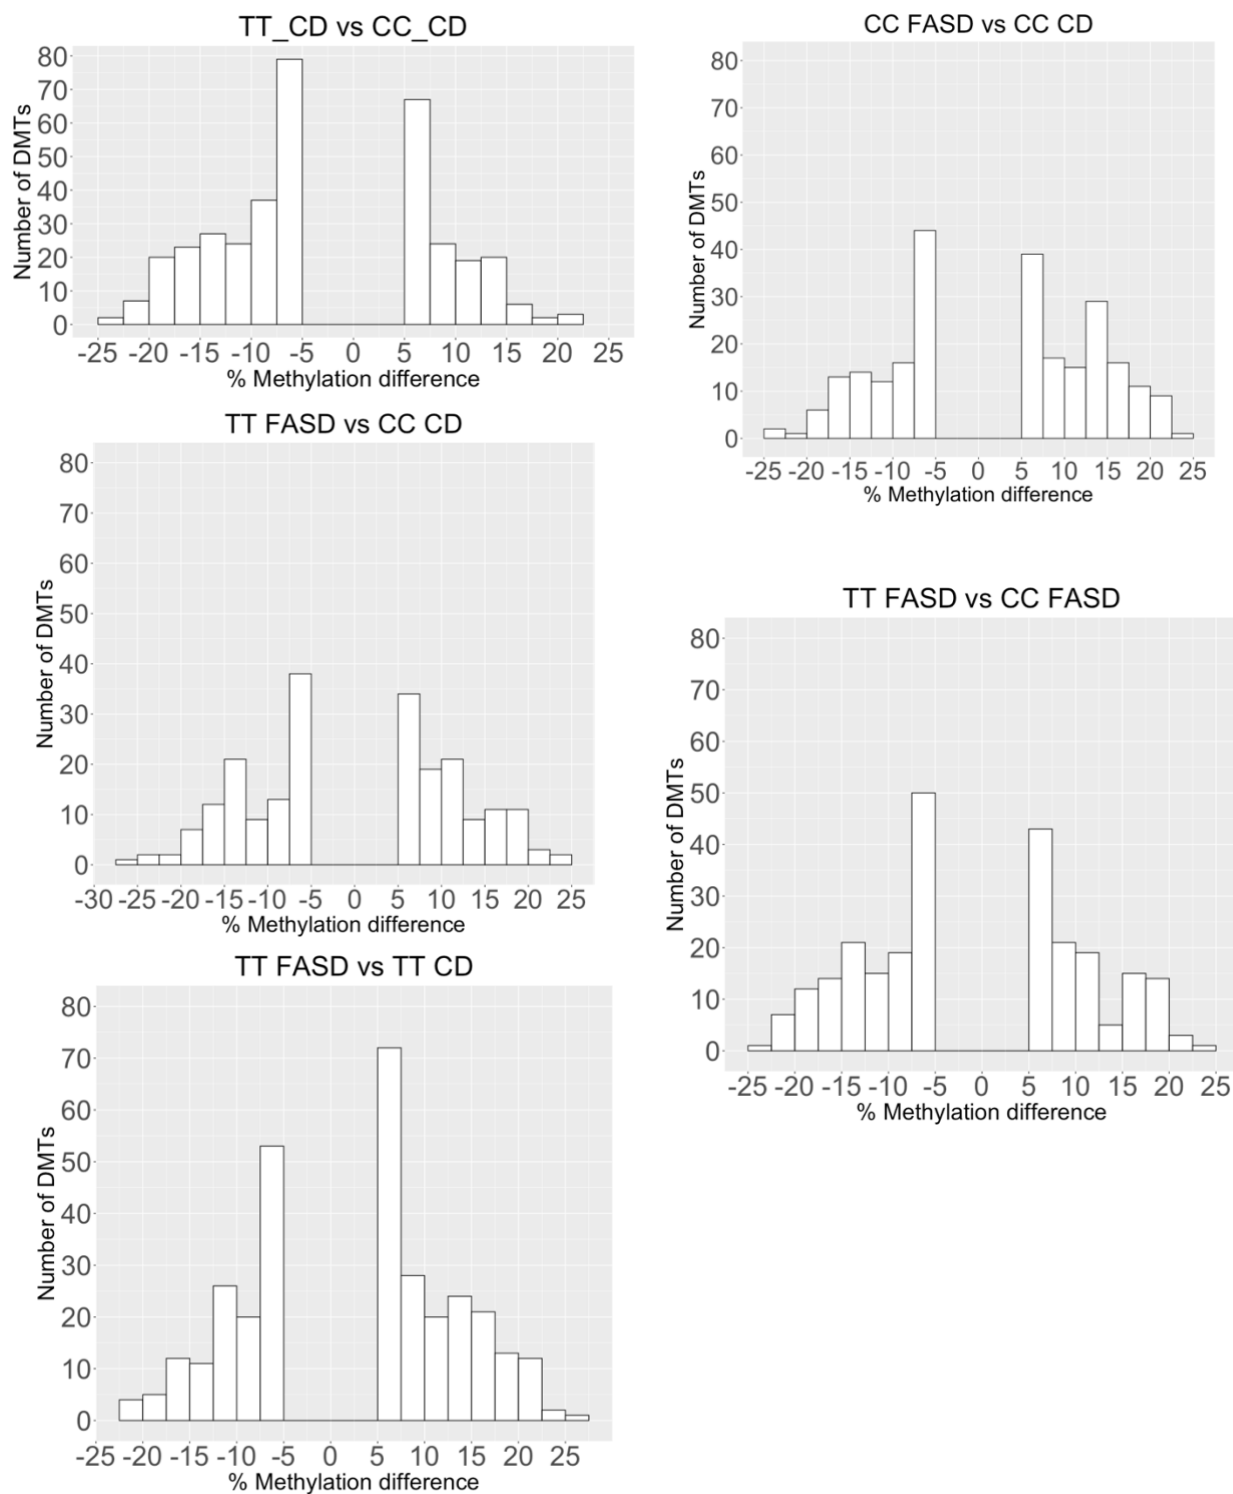 TT_CD vs CC_CD
Number of DMTs
80
70
60
50
40
30
20
10
0
-25 -20 -15 -10 -5 0 5 10 15 20 25
% Methylation difference
CC FASD vs CC CD
Number of DMTs
80
70
60
50
40
30
20
10
0
-25 -20 -15 -10 -5 0 5 10 15 20 25
% Methylation difference
TT FASD vs CC CD
Number of DMTs
80
70
60
50
40
30
20
10
0
-30 -25 -20 -15 -10 -5 0 5 10 15 20 25
% Methylation difference
TT FASD vs CC FASD
Number of DMTs
80
70
60
50
40
30
20
10
0
-25 -20 -15 -10 -5 0 5 10 15 20 25
% Methylation difference
TT FASD vs TT CD
Number of DMTs
80
70
60
50
40
30
20
10
0
-25 -20 -15 -10 -5 0 5 10 15 20 25
% Methylation difference